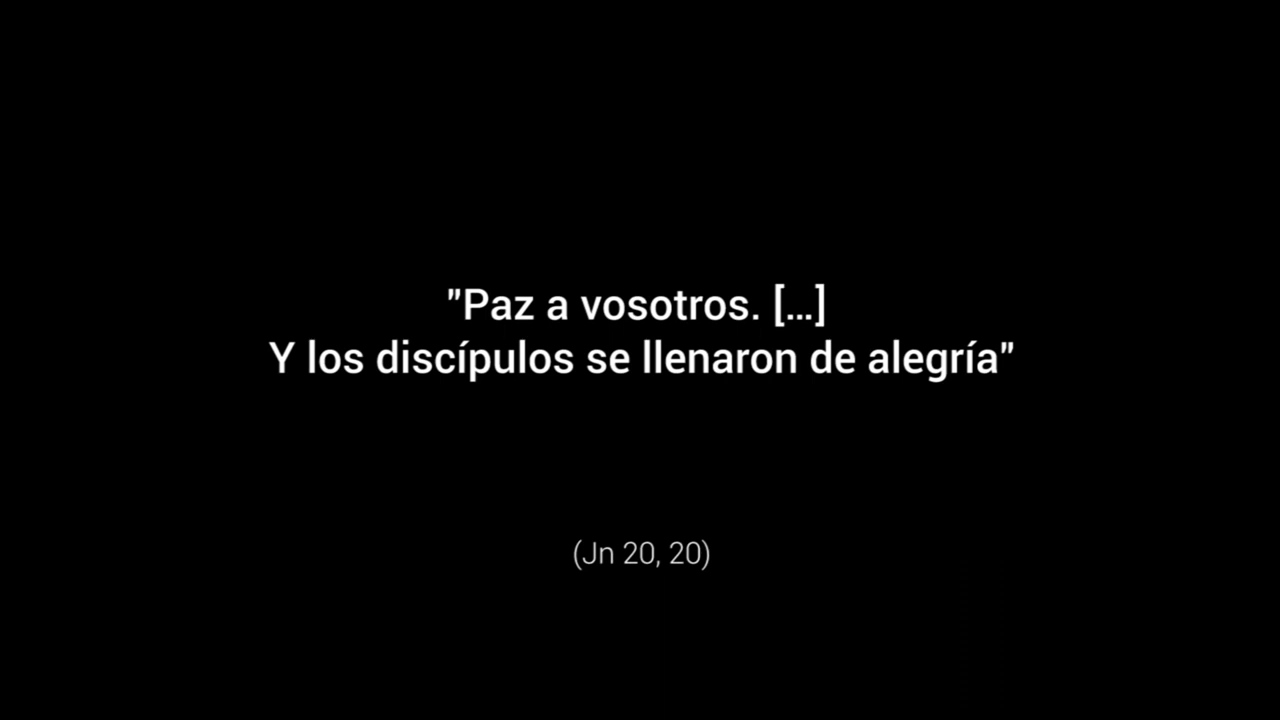 "Paz a vosotros. [...]
Y los discípulos se llenaron de alegría"
(Jn 20, 20)